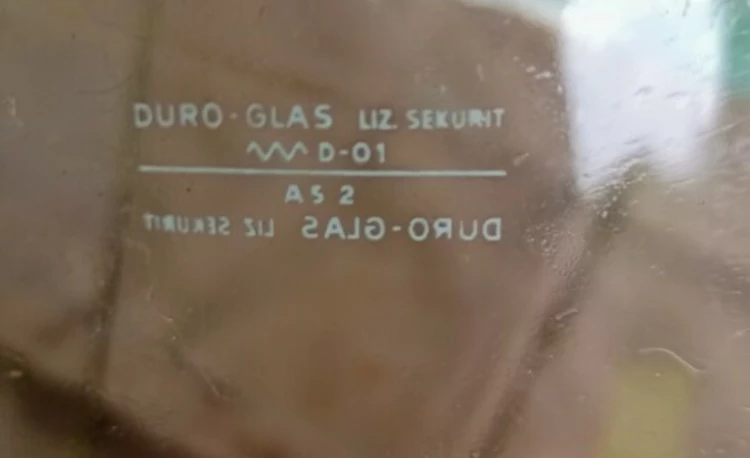 DURO-GLAS LIZ. SEKURIT
D-01
AS 2
DURO-GLAS LIZ SEKURIT